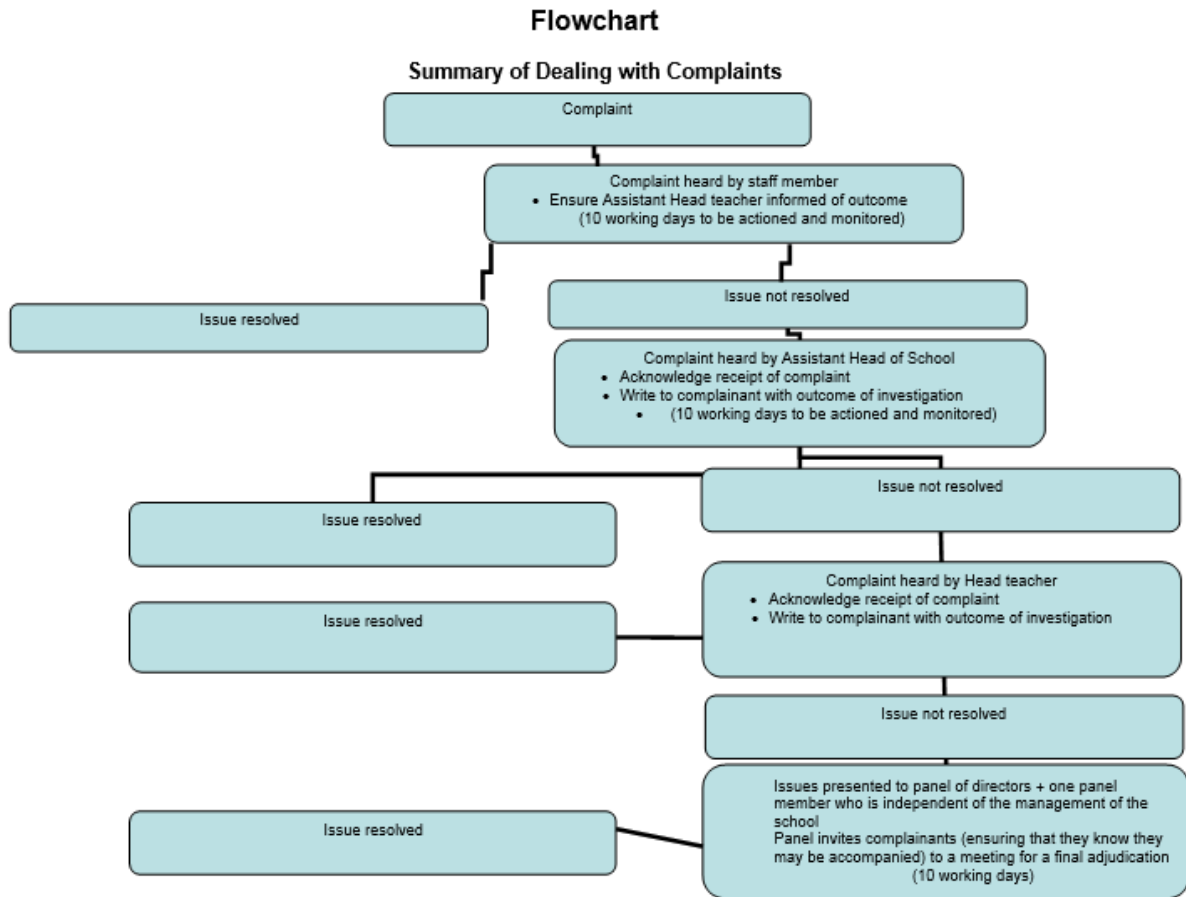 Flowchart
Summary of Dealing with Complaints
Complaint
Complaint heard by staff member
• Ensure Assistant Head teacher informed of outcome
(10 working days to be actioned and monitored)
Issue resolved
Issue not resolved
Complaint heard by Assistant Head of School
• Acknowledge receipt of complaint
• Write to complainant with outcome of investigation
• (10 working days to be actioned and monitored)
Issue not resolved
Issue resolved
Complaint heard by Head teacher
• Acknowledge receipt of complaint
• Write to complainant with outcome of investigation
Issue resolved
Issue not resolved
Issues presented to panel of directors + one panel
member who is independent of the management of the
school
Panel invites complainants (ensuring that they know they
may be accompanied) to a meeting for a final adjudication
(10 working days)
Issue resolved